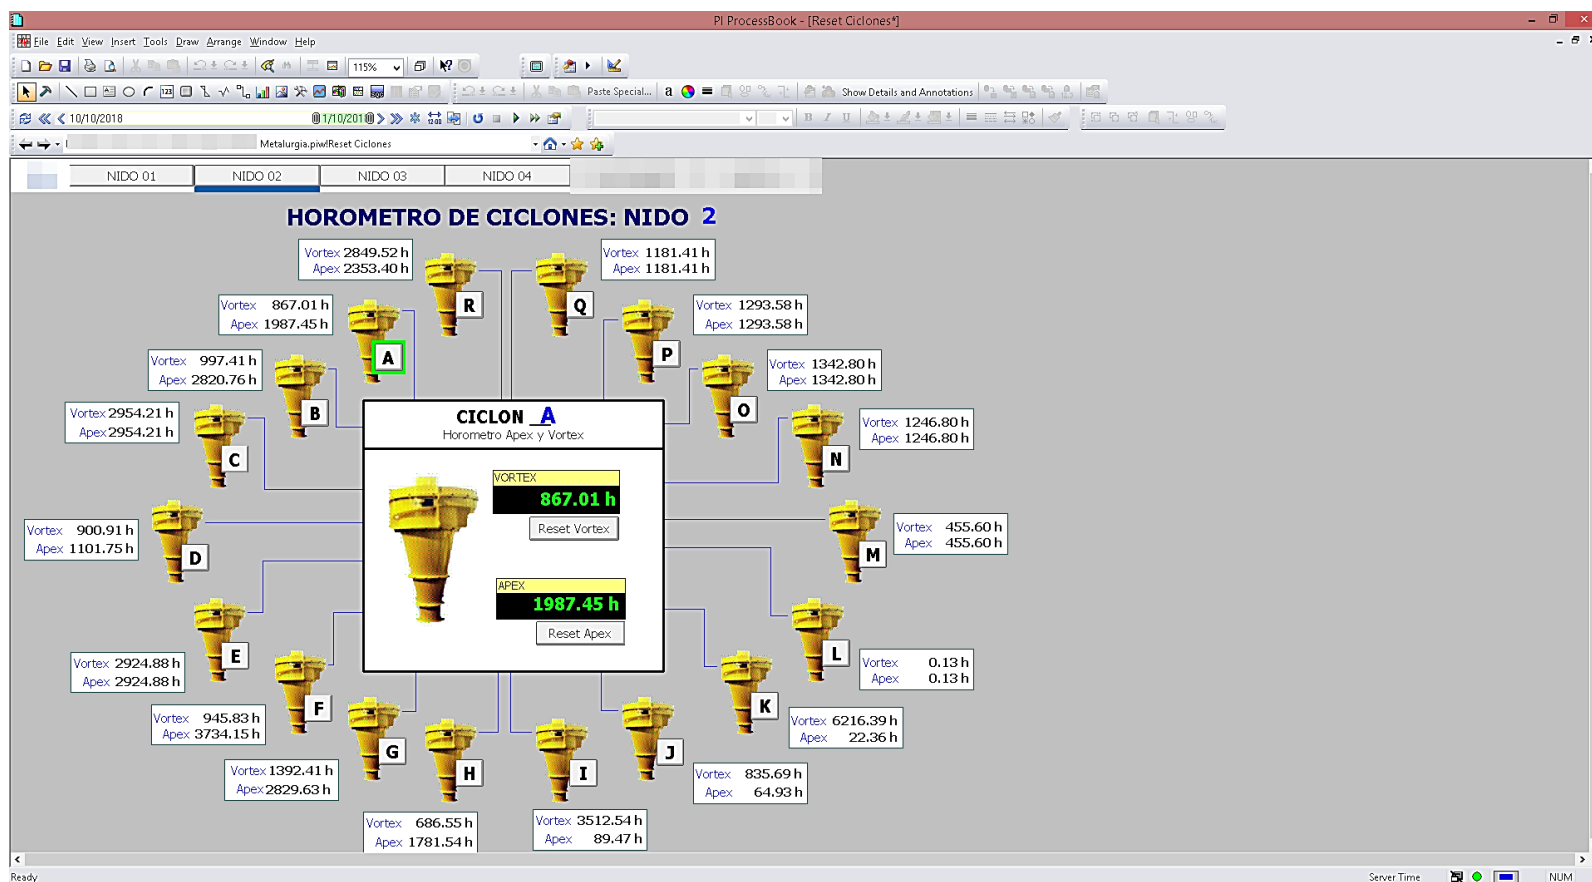 PI ProcessBook - [Reset Ciclones*]
File Edit View Insert Tools Draw Arrange Window Help
115%
Paste Special... Show Details and Annotations
10/10/2018
Metalurgia.piw!Reset Ciclones
NIDO 01 NIDO 02 NIDO 03 NIDO 04
HOROMETRO DE CICLONES: NIDO 2
Vortex 2849.52 h
Apex 2353.40 h
R
Vortex 1181.41 h
Apex 1181.41 h
Q
Vortex 867.01 h
Apex 1987.45 h
A
Vortex 1293.58 h
Apex 1293.58 h
P
Vortex 997.41 h
Apex 2820.76 h
B
Vortex 1342.80 h
Apex 1342.80 h
O
Vortex 2954.21 h
Apex 2954.21 h
C
Vortex 1246.80 h
Apex 1246.80 h
N
CICLON A
Horometro Apex y Vortex
VORTEX
867.01 h
Reset Vortex
APEX
1987.45 h
Reset Apex
Vortex 900.91 h
Apex 1101.75 h
D
Vortex 455.60 h
Apex 455.60 h
M
Vortex 2924.88 h
Apex 2924.88 h
E
Vortex 0.13 h
Apex 0.13 h
L
Vortex 945.83 h
Apex 3734.15 h
F
Vortex 6216.39 h
Apex 22.36 h
K
Vortex 1392.41 h
Apex 2829.63 h
G
Vortex 835.69 h
Apex 64.93 h
J
Vortex 686.55 h
Apex 1781.54 h
H
Vortex 3512.54 h
Apex 89.47 h
I
Ready
Server Time
NUM